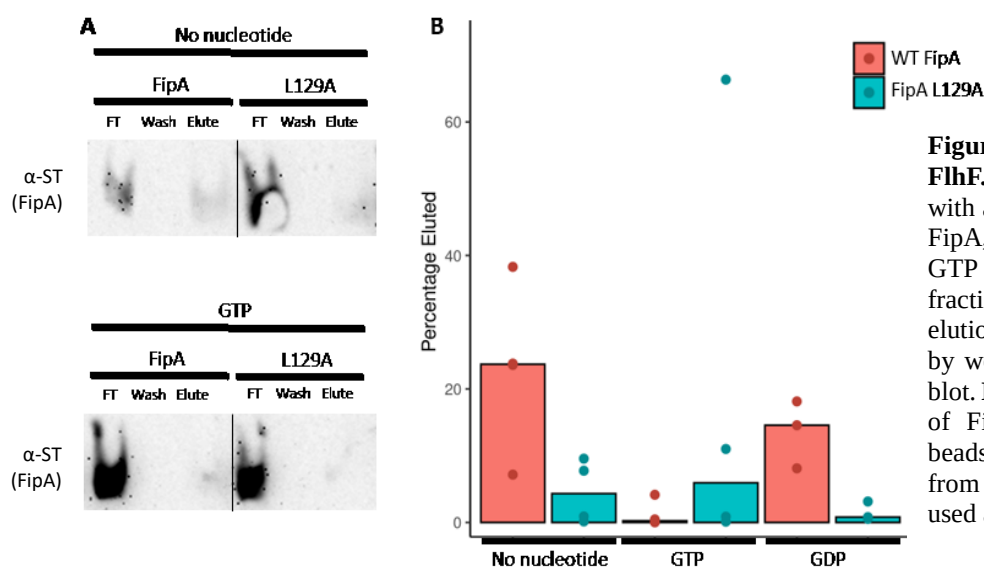 A
No nucleotide
FipA L129A
FT Wash Elute FT Wash Elute
α-ST
(FipA)
GTP
FipA L129A
FT Wash Elute FT Wash Elute
α-ST
(FipA)
B
Percentage Eluted
60
40
20
0
No nucleotide GTP GDP
WT FipA
FipA L129A
Figur
FlhF.
with
FipA,
GTP
fracti
elutio
by w
blot.
of Fi
beads
from
used